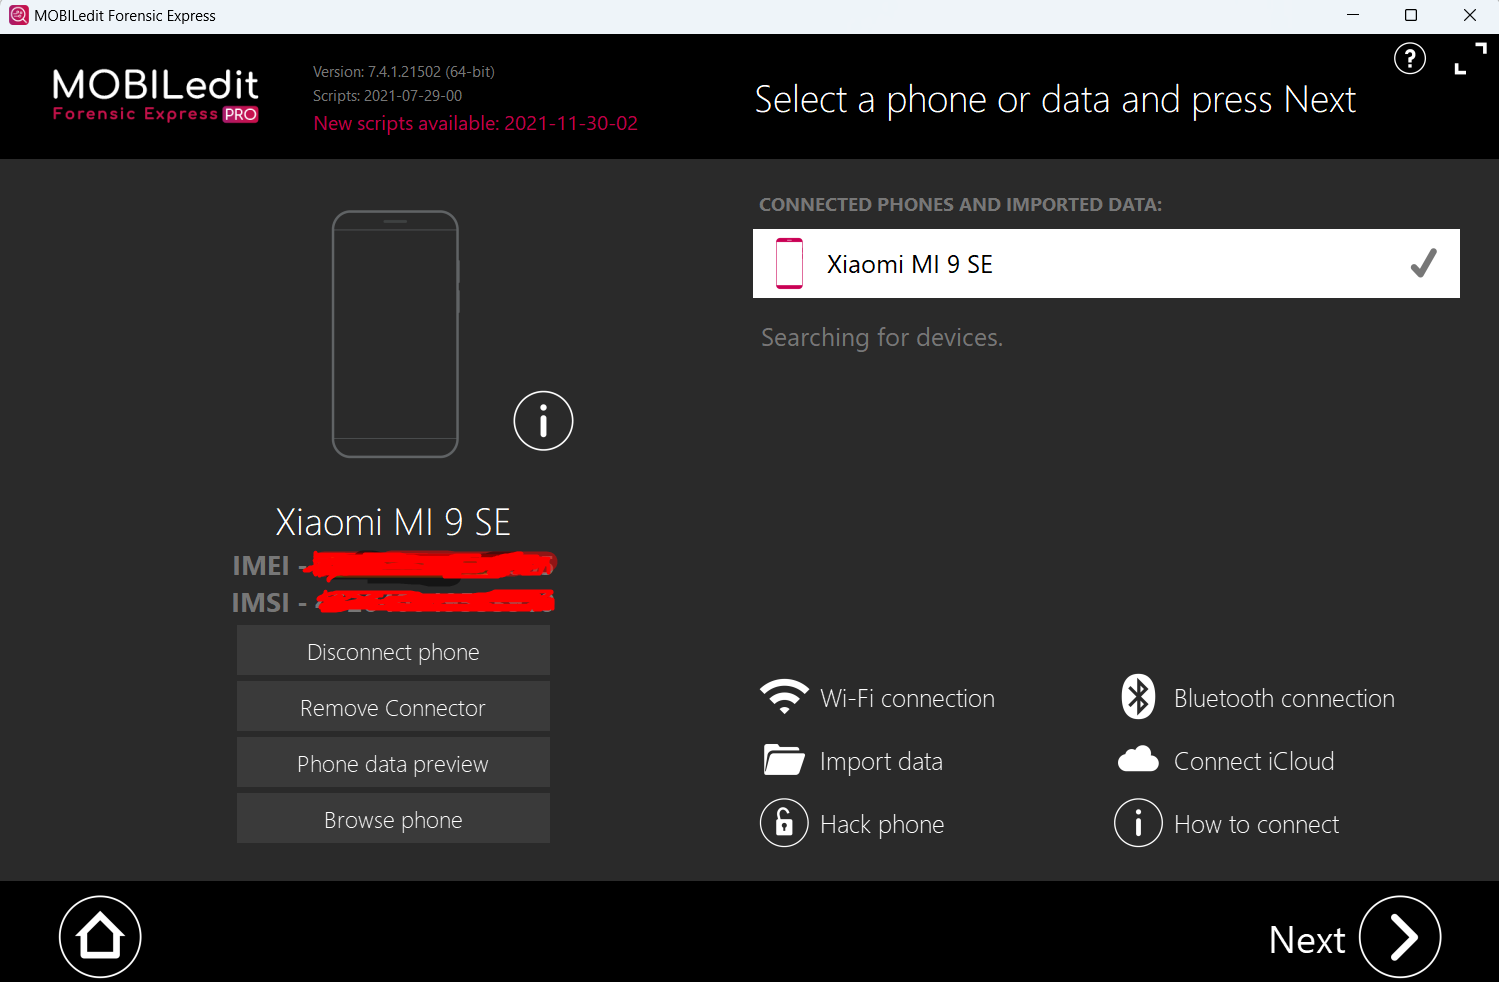 MOBILedit Forensic Express
MOBILedit
Forensic Express PRO
Version: 7.4.1.21502 (64-bit)
Scripts: 2021-07-29-00
New scripts available: 2021-11-30-02
Select a phone or data and press Next
?
CONNECTED PHONES AND IMPORTED DATA:
Xiaomi MI 9 SE
Searching for devices.
i
Xiaomi MI 9 SE
IMEI -
IMSI -
Disconnect phone
Remove Connector
Phone data preview
Browse phone
Wi-Fi connection
Bluetooth connection
Import data
Connect iCloud
Hack phone
i
How to connect
Next